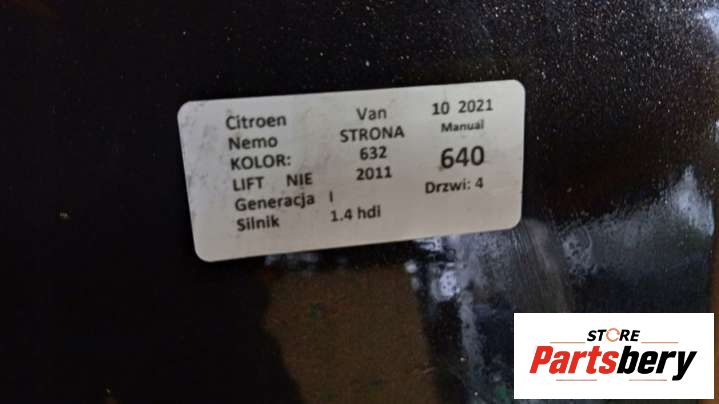 Citroen Van 10 2021
Nemo STRONA Manual
KOLOR: 632 640
LIFT NIE 2011 Drzwi: 4
Generacja I
Silnik 1.4 hdi
STORE
Partsbery